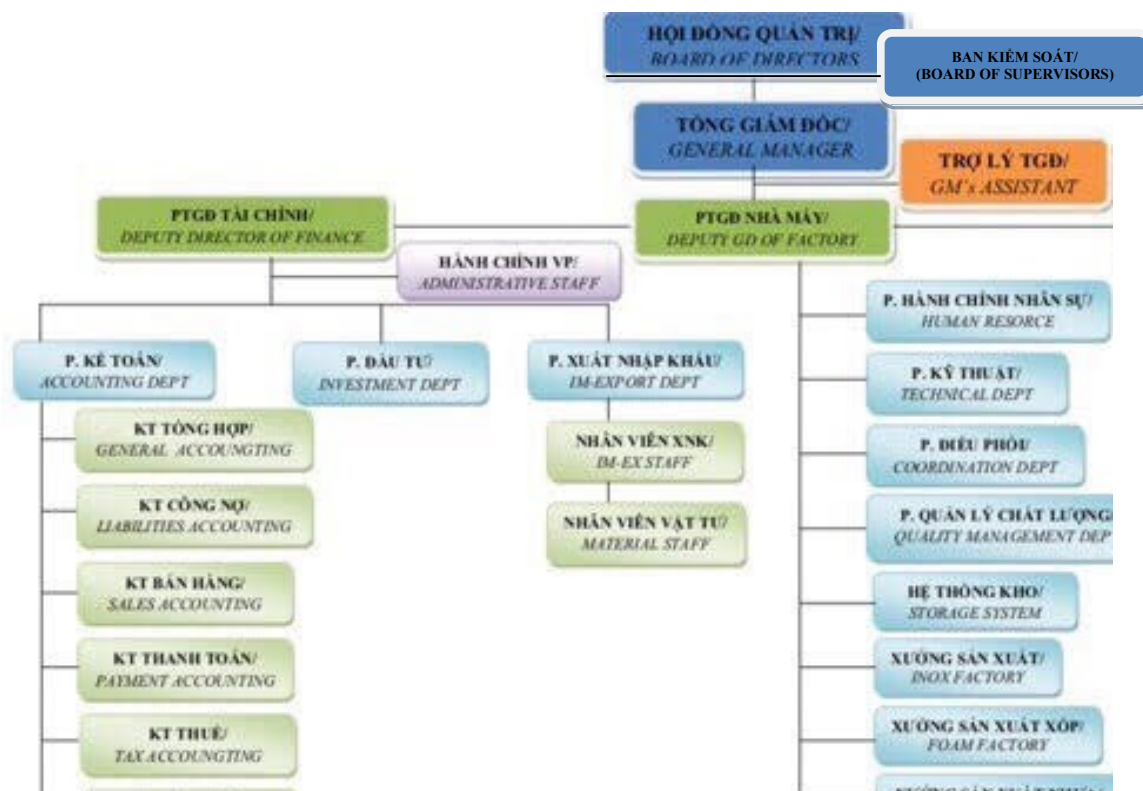 HỘI ĐỒNG QUẢN TRỊ/
BOARD OF DIRECTORS
BAN KIỂM SOÁT/
(BOARD OF SUPERVISORS)
TỔNG GIÁM ĐỐC/
GENERAL MANAGER
TRỢ LÝ TGĐ/
GM's ASSISTANT
PTGĐ TÀI CHÍNH/
DEPUTY DIRECTOR OF FINANCE
PTGĐ NHÀ MÁY/
DEPUTY GD OF FACTORY
HÀNH CHÍNH VP/
ADMINISTRATIVE STAFF
P. KẾ TOÁN/
ACCOUNTING DEPT
P. ĐẦU TƯ/
INVESTMENT DEPT
P. XUẤT NHẬP KHẨU/
IM-EXPORT DEPT
KT TỔNG HỢP/
GENERAL ACCOUNGTING
KT CÔNG NỢ/
LIABILITIES ACCOUNTING
KT BÁN HÀNG/
SALES ACCOUNTING
KT THANH TOÁN/
PAYMENT ACCOUNTING
KT THUẾ/
TAX ACCOUNGTING
NHÂN VIÊN XNK/
IM-EX STAFF
NHÂN VIÊN VẬT TƯ/
MATERIAL STAFF
P. HÀNH CHÍNH NHÂN SỰ/
HUMAN RESORCE
P. KỸ THUẬT/
TECHNICAL DEPT
P. ĐIỀU PHỐI/
COORDINATION DEPT
P. QUẢN LÝ CHẤT LƯỢNG/
QUALITY MANAGEMENT DEP
HỆ THỐNG KHO/
STORAGE SYSTEM
XƯỞNG SẢN XUẤT/
INOX FACTORY
XƯỞNG SẢN XUẤT XỐP/
FOAM FACTORY